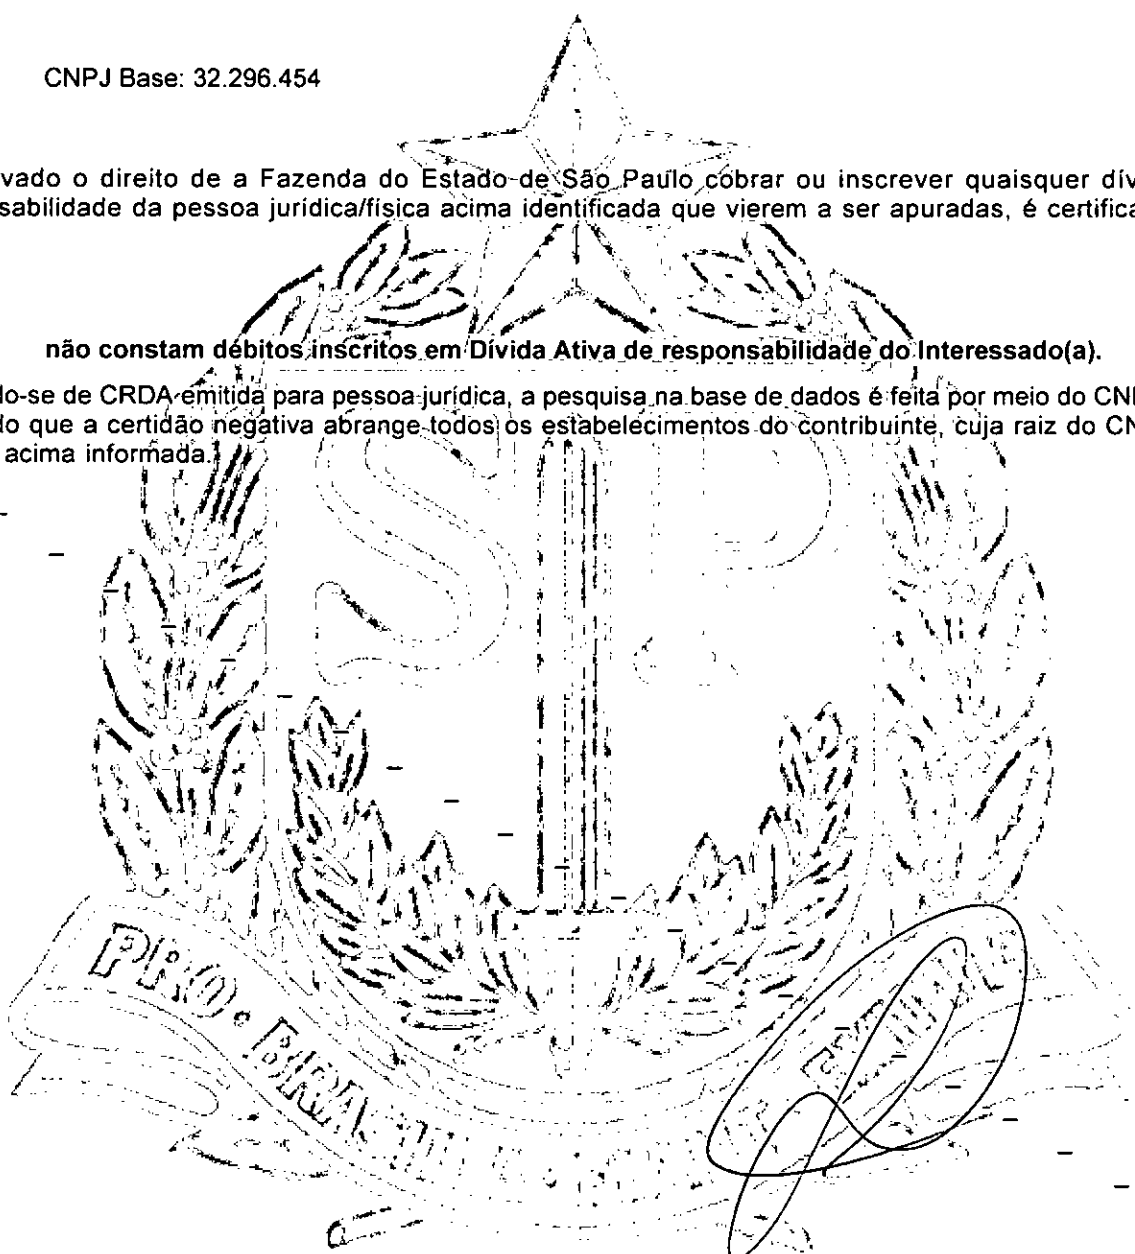 CNPJ Base: 32.296.454
vado o direito de a Fazenda do Estado de São Paulo cobrar ou inscrever quaisquer dív
sabilidade da pessoa jurídica/física acima identificada que vierem a ser apuradas, é certifica
não constam débitos inscritos em Dívida Ativa de responsabilidade do Interessado(a).
do-se de CRDA emitida para pessoa jurídica, a pesquisa na base de dados é feita por meio do CN
do que a certidão negativa abrange todos os estabelecimentos do contribuinte, cuja raiz do CN
acima informada.
S P
PRO BRASILIA
EXIMIA